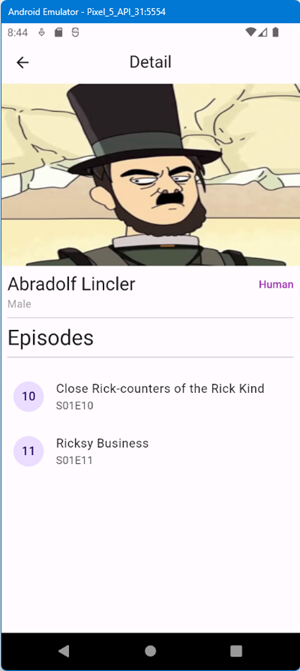 Android Emulator - Pixel_5_API_31:5554
8:44
Detail
Abradolf Lincler
Human
Male
Episodes
10
Close Rick-counters of the Rick Kind
S01E10
11
Ricksy Business
S01E11